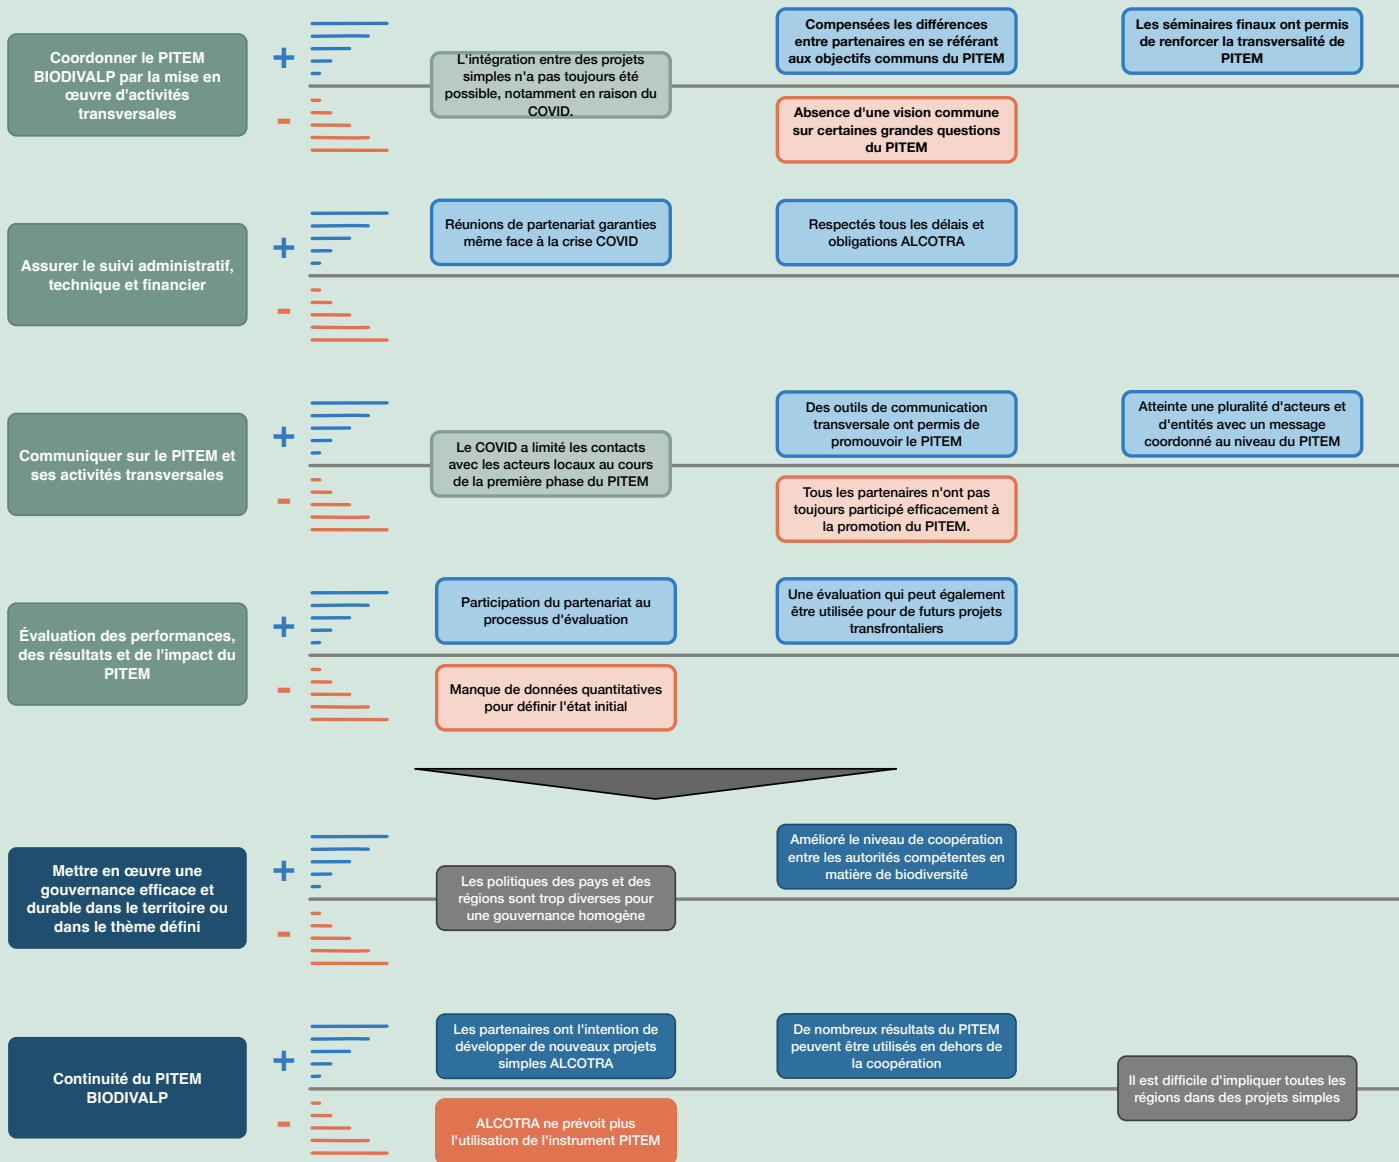 Coordonner le PITEM
BIODIVALP par la mise en
œuvre d'activités
transversales
+
-
L'intégration entre des projets
simples n'a pas toujours été
possible, notamment en raison du
COVID.
Compensées les différences
entre partenaires en se référant
aux objectifs communs du PITEM
Absence d'une vision commune
sur certaines grandes questions
du PITEM
Les séminaires finaux ont permis
de renforcer la transversalité de
PITEM
Assurer le suivi administratif,
technique et financier
+
-
Réunions de partenariat garanties
même face à la crise COVID
Respectés tous les délais et
obligations ALCOTRA
Communiquer sur le PITEM et
ses activités transversales
+
-
Le COVID a limité les contacts
avec les acteurs locaux au cours
de la première phase du PITEM
Des outils de communication
transversale ont permis de
promouvoir le PITEM
Tous les partenaires n'ont pas
toujours participé efficacement à
la promotion du PITEM.
Atteinte une pluralité d'acteurs et
d'entités avec un message
coordonné au niveau du PITEM
Évaluation des performances,
des résultats et de l'impact du
PITEM
+
-
Participation du partenariat au
processus d'évaluation
Manque de données quantitatives
pour définir l'état initial
Une évaluation qui peut également
être utilisée pour de futurs projets
transfrontaliers
Mettre en œuvre une
gouvernance efficace et
durable dans le territoire ou
dans le thème défini
+
-
Les politiques des pays et des
régions sont trop diverses pour
une gouvernance homogène
Amélioré le niveau de coopération
entre les autorités compétentes en
matière de biodiversité
Continuité du PITEM
BIODIVALP
+
-
Les partenaires ont l'intention de
développer de nouveaux projets
simples ALCOTRA
ALCOTRA ne prévoit plus
l'utilisation de l'instrument PITEM
De nombreux résultats du PITEM
peuvent être utilisés en dehors de
la coopération
Il est difficile d'impliquer toutes les
régions dans des projets simples